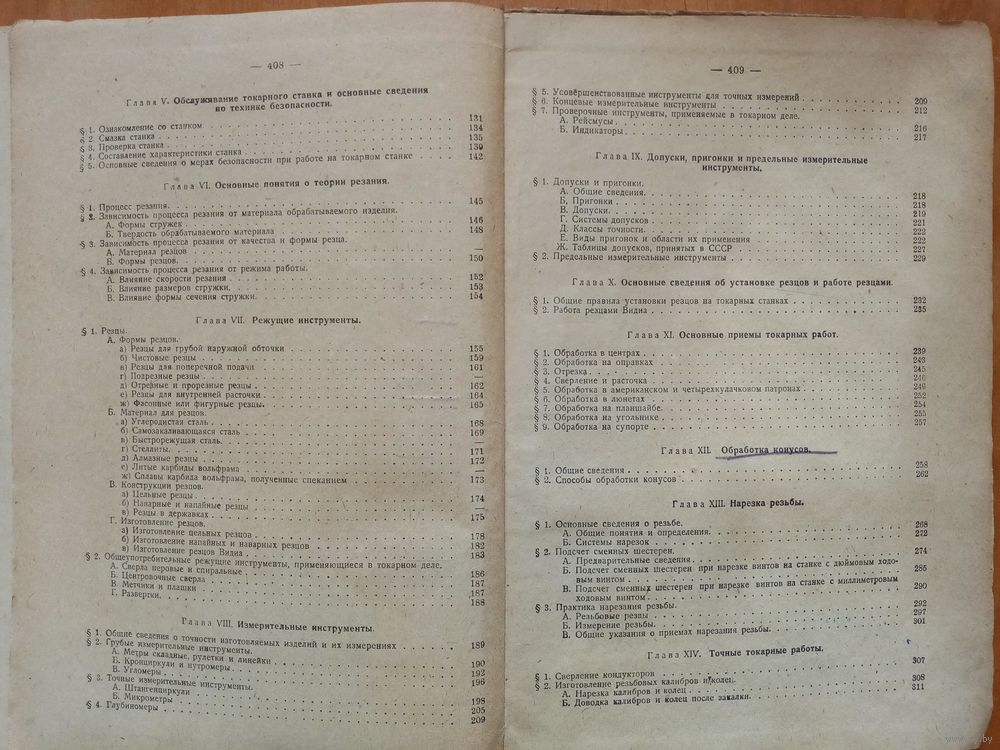 — 408 —
Глава V. Обслуживание токарного станка и основные сведения
по технике безопасности.
§ 1. Ознакомление со станком. 131
§ 2. Смазка станка 134
§ 3. Проверка станка 135
§ 4. Составление характеристики станка 139
§ 5. Основные сведения о мерах безопасности при работе на токарном станке 142
Глава VI. Основные понятия о теории резания.
§ 1. Процесс резания. 145
§ 2. Зависимость процесса резания от материала обрабатываемого изделия.
А. Формы стружек 146
Б. Твердость обрабатываемого материала 148
§ 3. Зависимость процесса резания от качества и формы резца.
А. Материал резцов —
Б. Формы резцов. 150
§ 4. Зависимость процесса резания от режима работы.
А. Влияние скорости резания 152
Б. Влияние размеров стружки. 153
В. Влияние формы сечения стружки. 154
Глава VII. Режущие инструменты.
§ 1. Резцы.
А. Формы резцов.
а) Резцы для грубой наружной обточки 155
б) Чистовые резцы 159
в) Резцы для поперечной подачи 161
г) Подрезные резцы —
д) Отрезные и прорезные резцы 162
е) Резцы для внутренней расточки 164
ж) Фасонные или фигурные резцы. 165
Б. Материал для резцов.
а) Углеродистая сталь 168
б) Самозакаливающаяся сталь 169
в) Быстрорежущая сталь. —
г) Стеллиты. 171
д) Алмазные резцы 172
е) Литые карбиды вольфрама —
ж) Сплавы карбида вольфрама, полученные спеканием 173
В. Конструкции резцов.
а) Цельные резцы 174
б) Наварные и напайные резцы —
в) Резцы в державках 175
Г. Изготовление резцов.
а) Изготовление цельных резцов 178
б) Изготовление напайных и наварных резцов 182
в) Изготовление резцов Видиа 183
§ 2. Общеупотребительные режущие инструменты, применяющиеся в токарном деле.
А. Сверла перовые и спиральные 186
Б. Центровочные сверла 187
В. Метчики и плашки 187
Г. Развертки. 188
Глава VIII. Измерительные инструменты.
§ 1. Общие сведения о точности изготовляемых изделий и их измерениях 189
§ 2. Грубые измерительные инструменты.
А. Метры складные, рулетки и линейки 190
Б. Кронциркули и нутромеры 192
В. Угломеры 196
§ 3. Точные измерительные инструменты.
А. Штангенциркули 198
Б. Микрометры 205
§ 4. Глубиномеры 209
— 409 —
§ 5. Усовершенствованные инструменты для точных измерений 209
§ 6. Концевые измерительные инструменты 212
§ 7. Проверочные инструменты, применяемые в токарном деле.
А. Рейсмусы 216
Б. Индикаторы 217
Глава IX. Допуски, пригонки и предельные измерительные
инструменты.
§ 1. Допуски и пригонки.
А. Общие сведения. 218
Б. Пригонки 218
В. Допуски. 219
Г. Системы допусков 221
Д. Классы точности. 222
Е. Виды пригонок и области их применения 222
Ж. Таблицы допусков, принятых в СССР 227
§ 2. Предельные измерительные инструменты 229
Глава X. Основные сведения об установке резцов и работе резцами.
§ 1. Общие правила установки резцов на токарных станках 232
§ 2. Работа резцами Видиа 235
Глава XI. Основные приемы токарных работ.
§ 1. Обработка в центрах 239
§ 2. Обработка на оправках 243
§ 3. Отрезка 245
§ 4. Сверление и расточка 246
§ 5. Обработка в американском и четырехкулачковом патронах 249
§ 6. Обработка в люнетах 252
§ 7. Обработка на планшайбе. 254
§ 8. Обработка на угольнике 255
§ 9. Обработка на суппорте 257
Глава XII. Обработка конусов.
§ 1. Общие сведения 258
§ 2. Способы обработки конусов 262
Глава XIII. Нарезка резьбы.
§ 1. Основные сведения о резьбе.
А. Общие понятия и определения. 268
Б. Системы нарезок 272
§ 2. Подсчет сменных шестерен.
А. Предварительные сведения 274
Б. Подсчет сменных шестерен при нарезке винтов на станке с дюймовым ходо-
вым винтом 285
В. Подсчет сменных шестерен при нарезке винтов на станке с миллиметровым
ходовым винтом 290
§ 3. Практика нарезания резьбы.
А. Резьбовые резцы 292
Б. Измерение резьбы. 297
В. Общие указания о приемах нарезания резьбы. 301
Глава XIV. Точные токарные работы.
§ 1. Сверление кондукторов 307
§ 2. Изготовление резьбовых калибров и колец.
А. Нарезка калибров и колец 308
Б. Доводка калибров и колец после закалки. 311